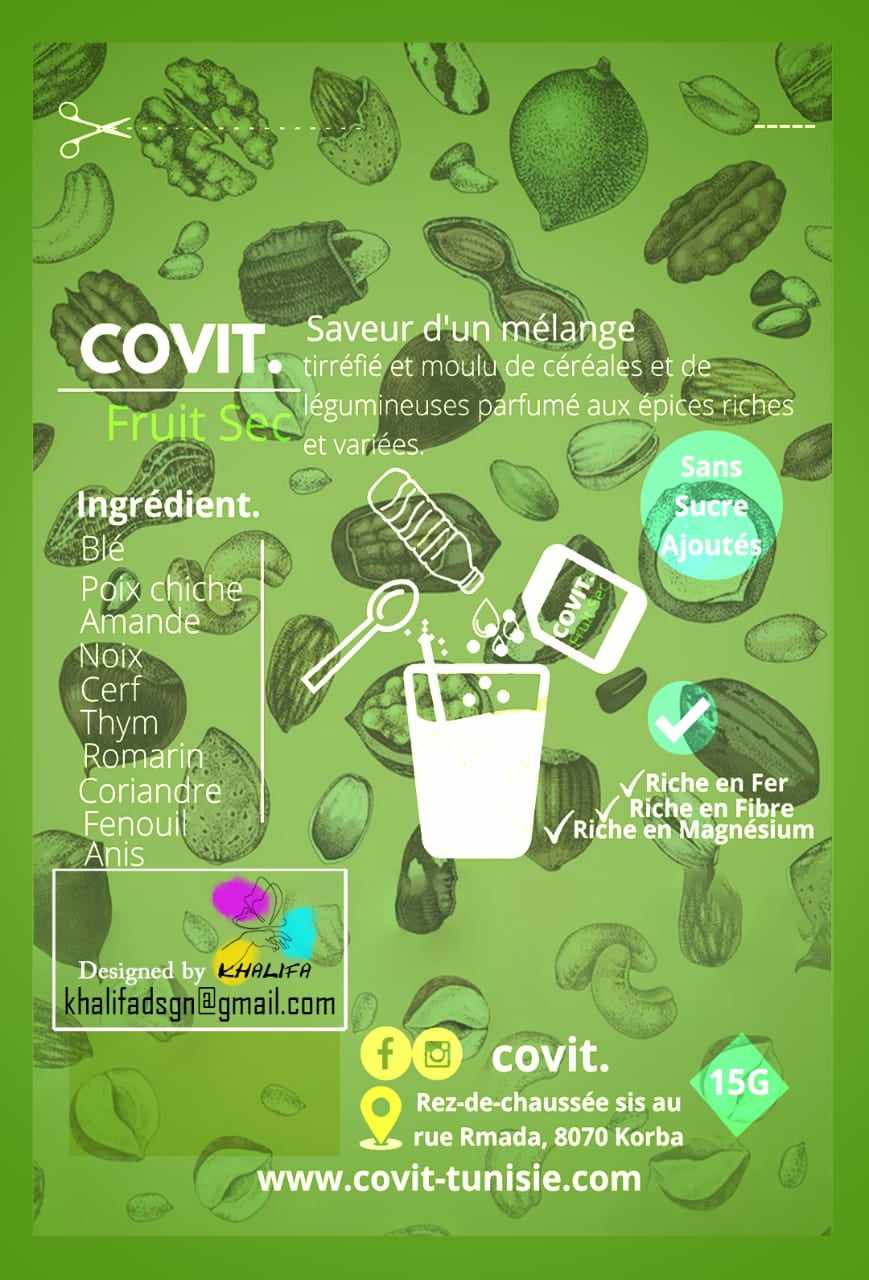 COVIT.
Fruit Sec
Saveur d'un mélange
tirréfié et moulu de céréales et de
légumineuses parfumé aux épices riches
et variées.
Sans
Sucre
Ajoutés
Ingrédient.
Blé
Poix chiche
Amande
Noix
Cerf
Thym
Romarin
Coriandre
Fenouil
Anis
COVIT.
Fruit Sec
Riche en Fer
Riche en Fibre
Riche en Magnésium
Designed by KHALIFA
khalifadsgn@gmail.com
covit.
15G
Rez-de-chaussée sis au
rue Rmada, 8070 Korba
www.covit-tunisie.com